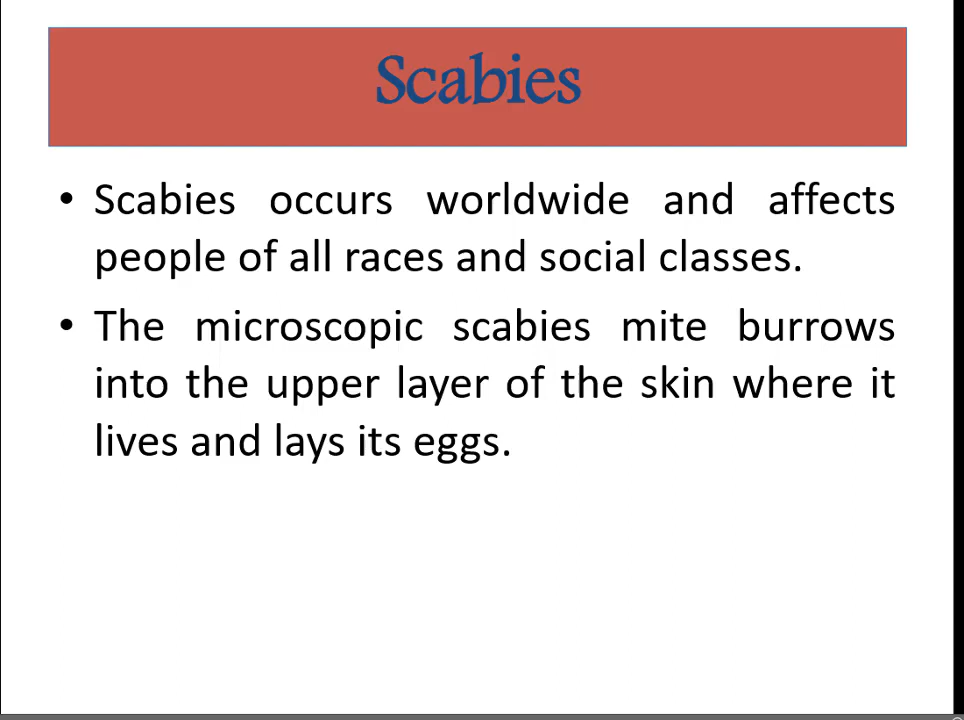 Scabies
• Scabies occurs worldwide and affects
people of all races and social classes.
• The microscopic scabies mite burrows
into the upper layer of the skin where it
lives and lays its eggs.